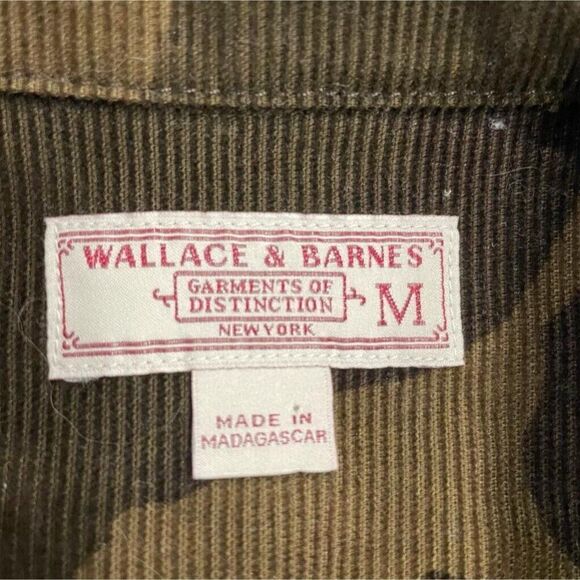 WALLACE & BARNES
GARMENTS OF
DISTINCTION
NEW YORK
M
MADE IN
MADAGASCAR